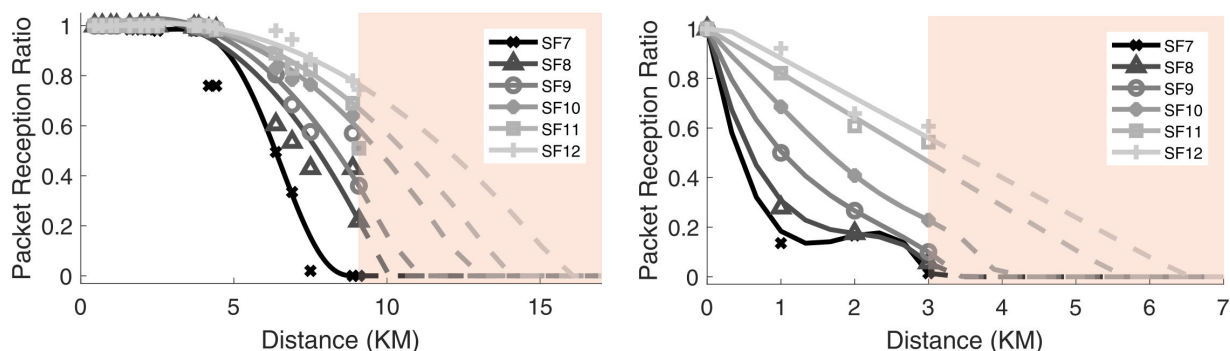 Packet Reception Ratio
1
0.8
0.6
0.4
0.2
0
0
5
10
15
Distance (KM)
SF7
SF8
SF9
SF10
SF11
SF12
Packet Reception Ratio
1
0.8
0.6
0.4
0.2
0
0
1
2
3
4
5
6
7
Distance (KM)
SF7
SF8
SF9
SF10
SF11
SF12